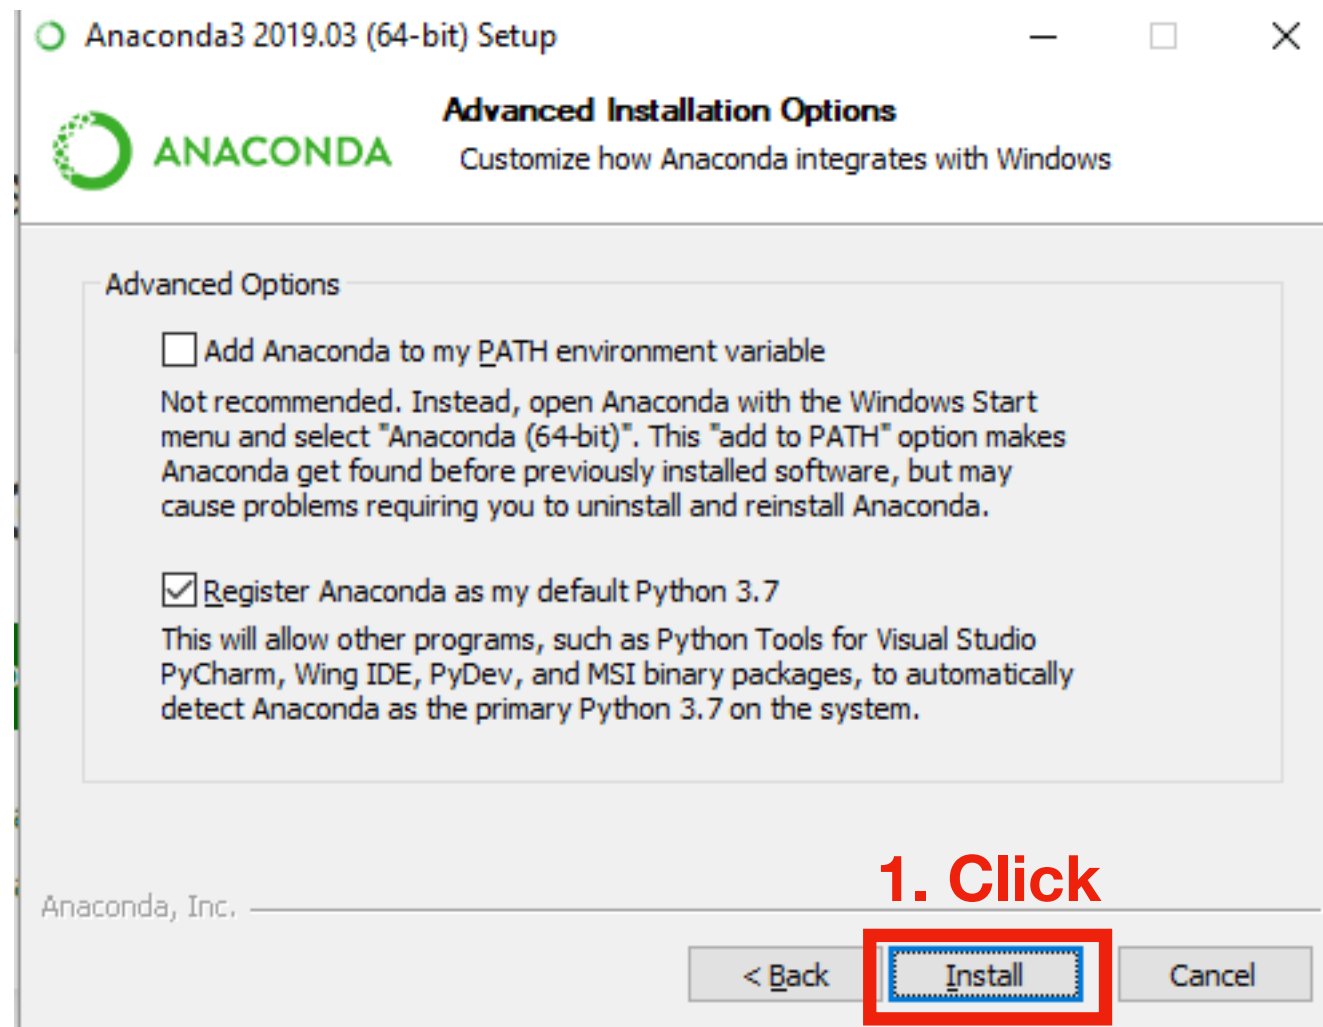 Anaconda3 2019.03 (64-bit) Setup
ANACONDA
Advanced Installation Options
Customize how Anaconda integrates with Windows
Advanced Options
Add Anaconda to my PATH environment variable
Not recommended. Instead, open Anaconda with the Windows Start
menu and select "Anaconda (64-bit)". This "add to PATH" option makes
Anaconda get found before previously installed software, but may
cause problems requiring you to uninstall and reinstall Anaconda.
Register Anaconda as my default Python 3.7
This will allow other programs, such as Python Tools for Visual Studio
PyCharm, Wing IDE, PyDev, and MSI binary packages, to automatically
detect Anaconda as the primary Python 3.7 on the system.
1. Click
Anaconda, Inc.
< Back
Install
Cancel